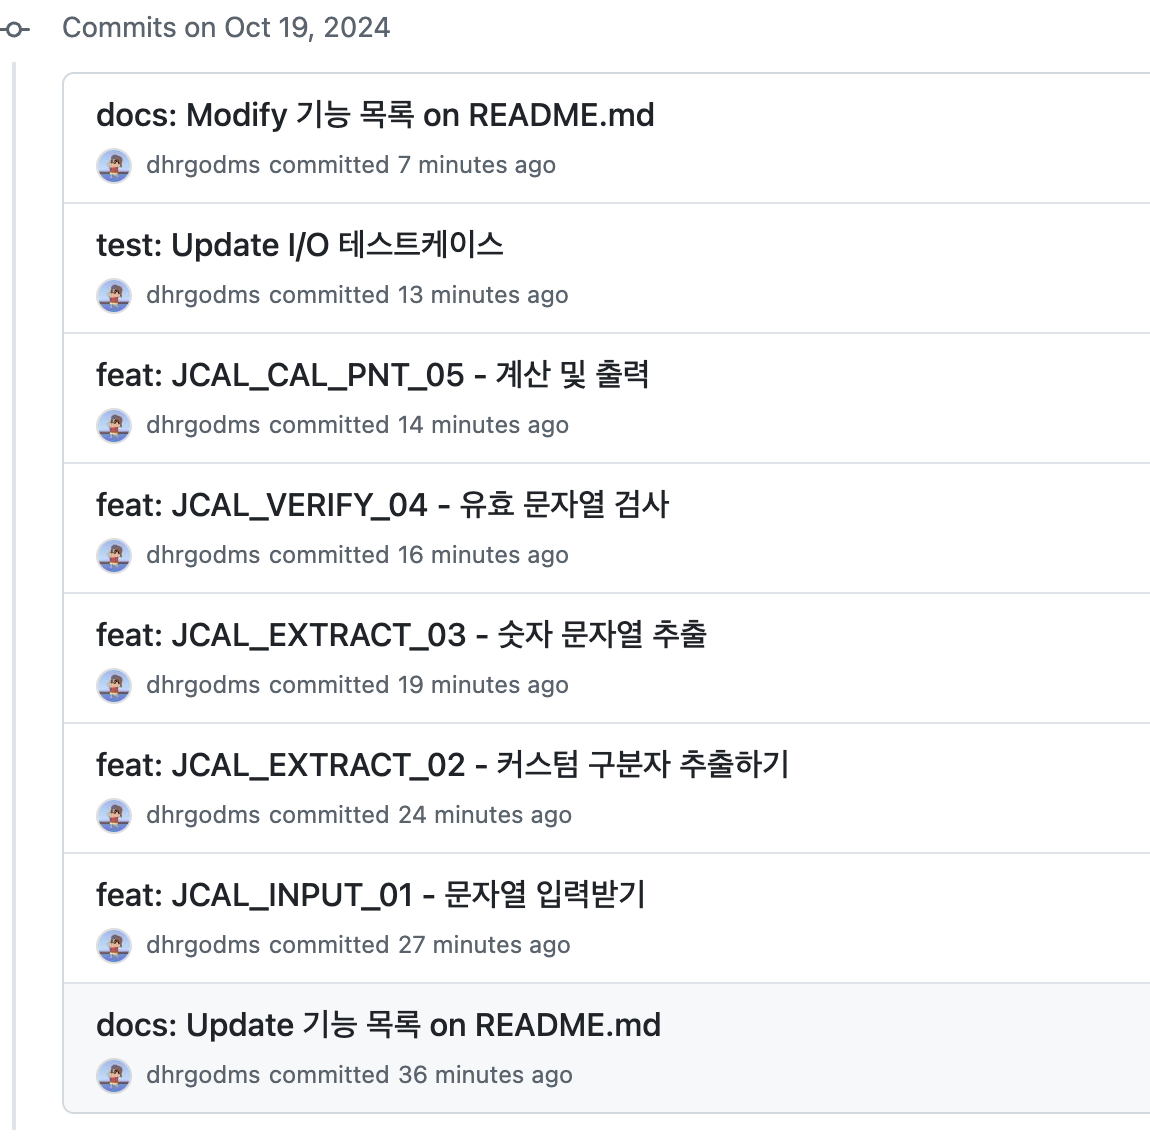 Commits on Oct 19, 2024
docs: Modify 기능 목록 on README.md
dhrgodms committed 7 minutes ago
test: Update I/O 테스트케이스
dhrgodms committed 13 minutes ago
feat: JCAL_CAL_PNT_05 - 계산 및 출력
dhrgodms committed 14 minutes ago
feat: JCAL_VERIFY_04 - 유효 문자열 검사
dhrgodms committed 16 minutes ago
feat: JCAL_EXTRACT_03 - 숫자 문자열 추출
dhrgodms committed 19 minutes ago
feat: JCAL_EXTRACT_02 - 커스텀 구분자 추출하기
dhrgodms committed 24 minutes ago
feat: JCAL_INPUT_01 - 문자열 입력받기
dhrgodms committed 27 minutes ago
docs: Update 기능 목록 on README.md
dhrgodms committed 36 minutes ago